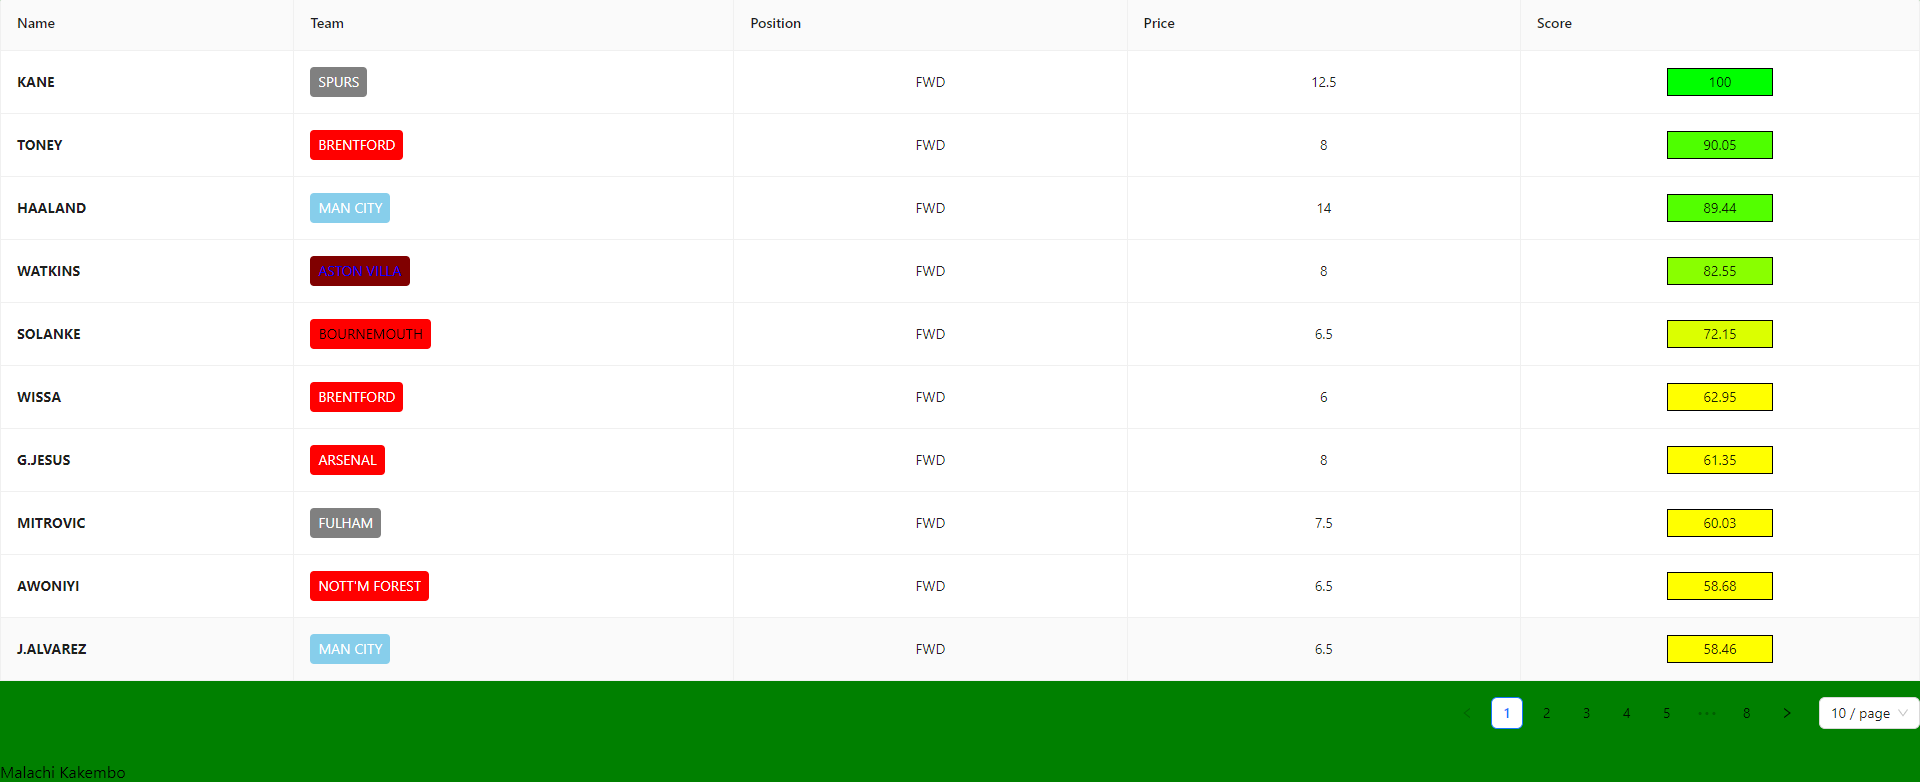 Name Team Position Price Score
KANE SPURS FWD 12.5 100
TONEY BRENTFORD FWD 8 90.05
HAALAND MAN CITY FWD 14 89.44
WATKINS ASTON VILLA FWD 8 82.55
SOLANKE BOURNEMOUTH FWD 6.5 72.15
WISSA BRENTFORD FWD 6 62.95
G.JESUS ARSENAL FWD 8 61.35
MITROVIC FULHAM FWD 7.5 60.03
AWONIYI NOTT'M FOREST FWD 6.5 58.68
J.ALVAREZ MAN CITY FWD 6.5 58.46
1 2 3 4 5 ••• 8 10 / page
Malachi Kakembo